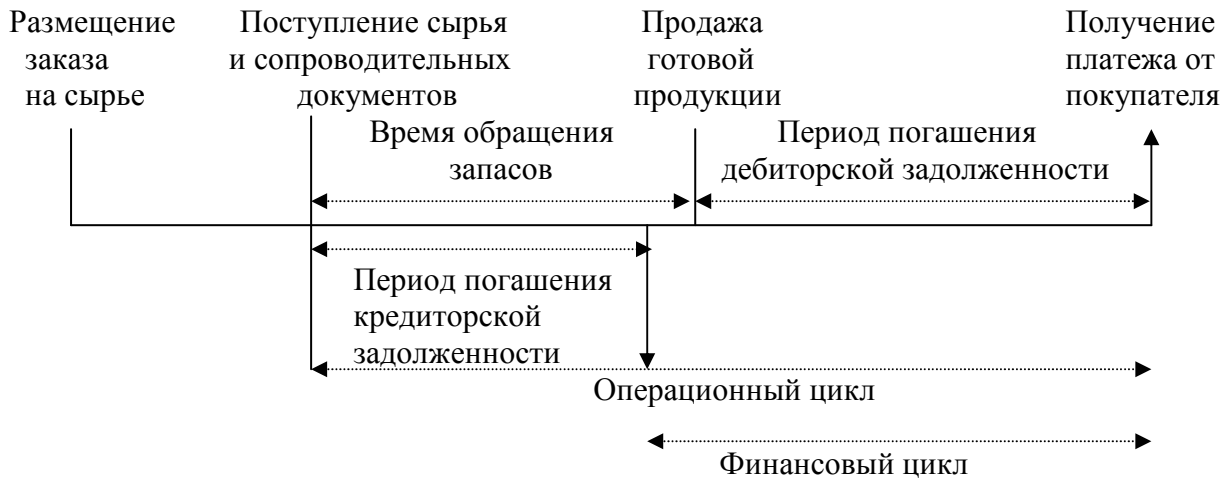 Размещение
заказа
на сырье
Поступление сырья
и сопроводительных
документов
Продажа
готовой
продукции
Получение
платежа от
покупателя
Время обращения
запасов
Период погашения
дебиторской задолженности
Период погашения
кредиторской
задолженности
Операционный цикл
Финансовый цикл